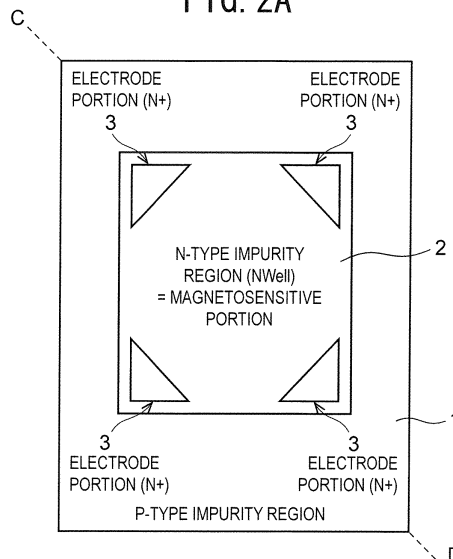 FIG. 2A
C
ELECTRODE
PORTION (N+)
3
ELECTRODE
PORTION (N+)
3
N-TYPE IMPURITY
REGION (NWell)
= MAGNETOSENSITIVE
PORTION
2
3
ELECTRODE
PORTION (N+)
3
ELECTRODE
PORTION (N+)
P-TYPE IMPURITY REGION